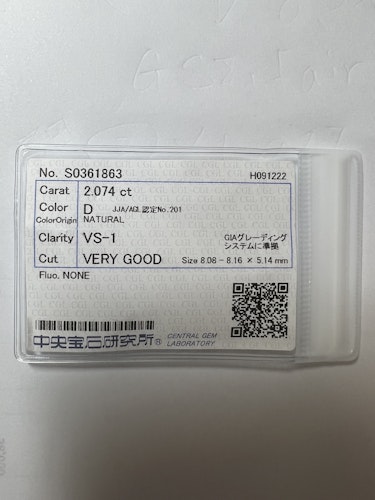 No. S0361863 H091222
Carat 2.074 ct
Color D JJA/AGL認定No.201
ColorOrigin NATURAL
Clarity VS-1 GIAグレーディング
システムに準拠
Cut VERY GOOD Size 8.08 - 8.16 × 5.14 mm
Fluo. NONE
中央宝石研究所® CENTRAL GEM
LABORATORY